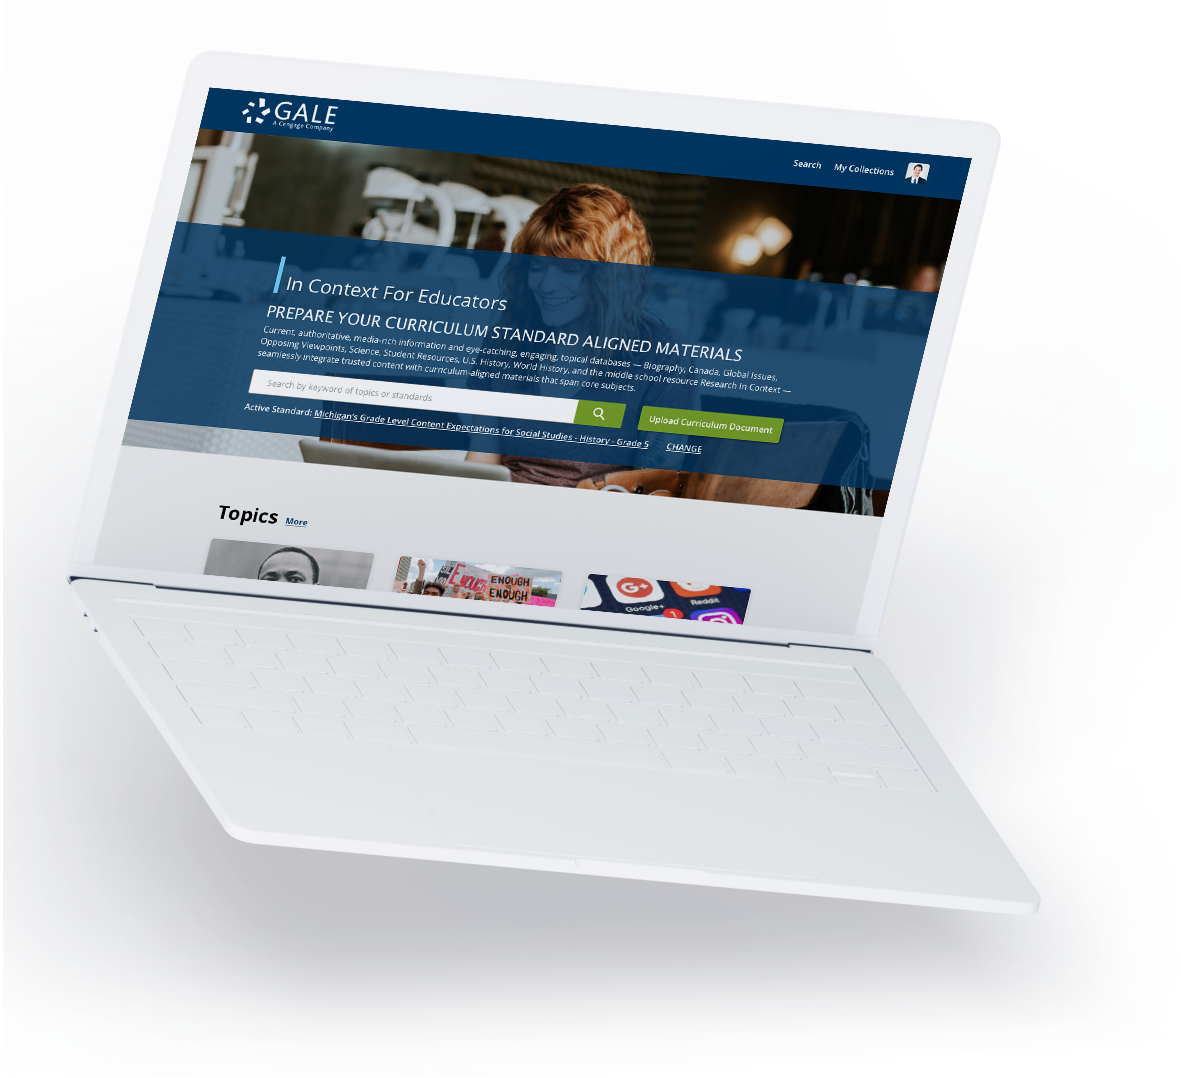 GALE
A Cengage Company
Search
My Collections
In Context For Educators
PREPARE YOUR CURRICULUM STANDARD ALIGNED MATERIALS
Current, authoritative, media-rich information and eye-catching, engaging, topical databases — Biography, Canada, Global Issues,
Opposing Viewpoints, Science, Student Resources, U.S. History, World History, and the middle school resource Research In Context —
seamlessly integrate trusted content with curriculum-aligned materials that span core subjects.
Search by keyword of topics or standards
Upload Curriculum Document
Active Standard: Michigan's Grade Level Content Expectations for Social Studies - History - Grade 5
CHANGE
Topics More
ENOUGH
ENOUGH
IS
ENOUGH
Google+
Reddit
1